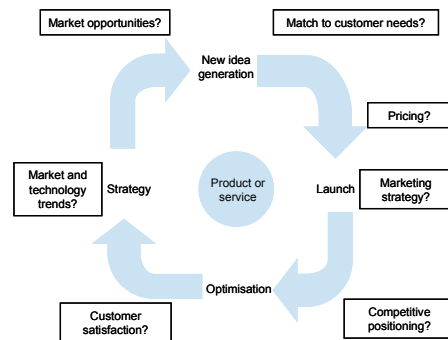 Market opportunities?
Match to customer needs?
New idea
generation
Pricing?
Market and
technology
trends?
Strategy
Product or
service
Launch
Marketing
strategy?
Optimisation
Customer
satisfaction?
Competitive
positioning?